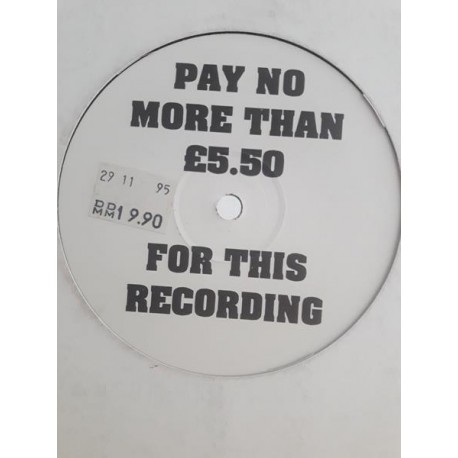 PAY NO
MORE THAN
£5.50
29 11 95
DM 19.90
FOR THIS
RECORDING